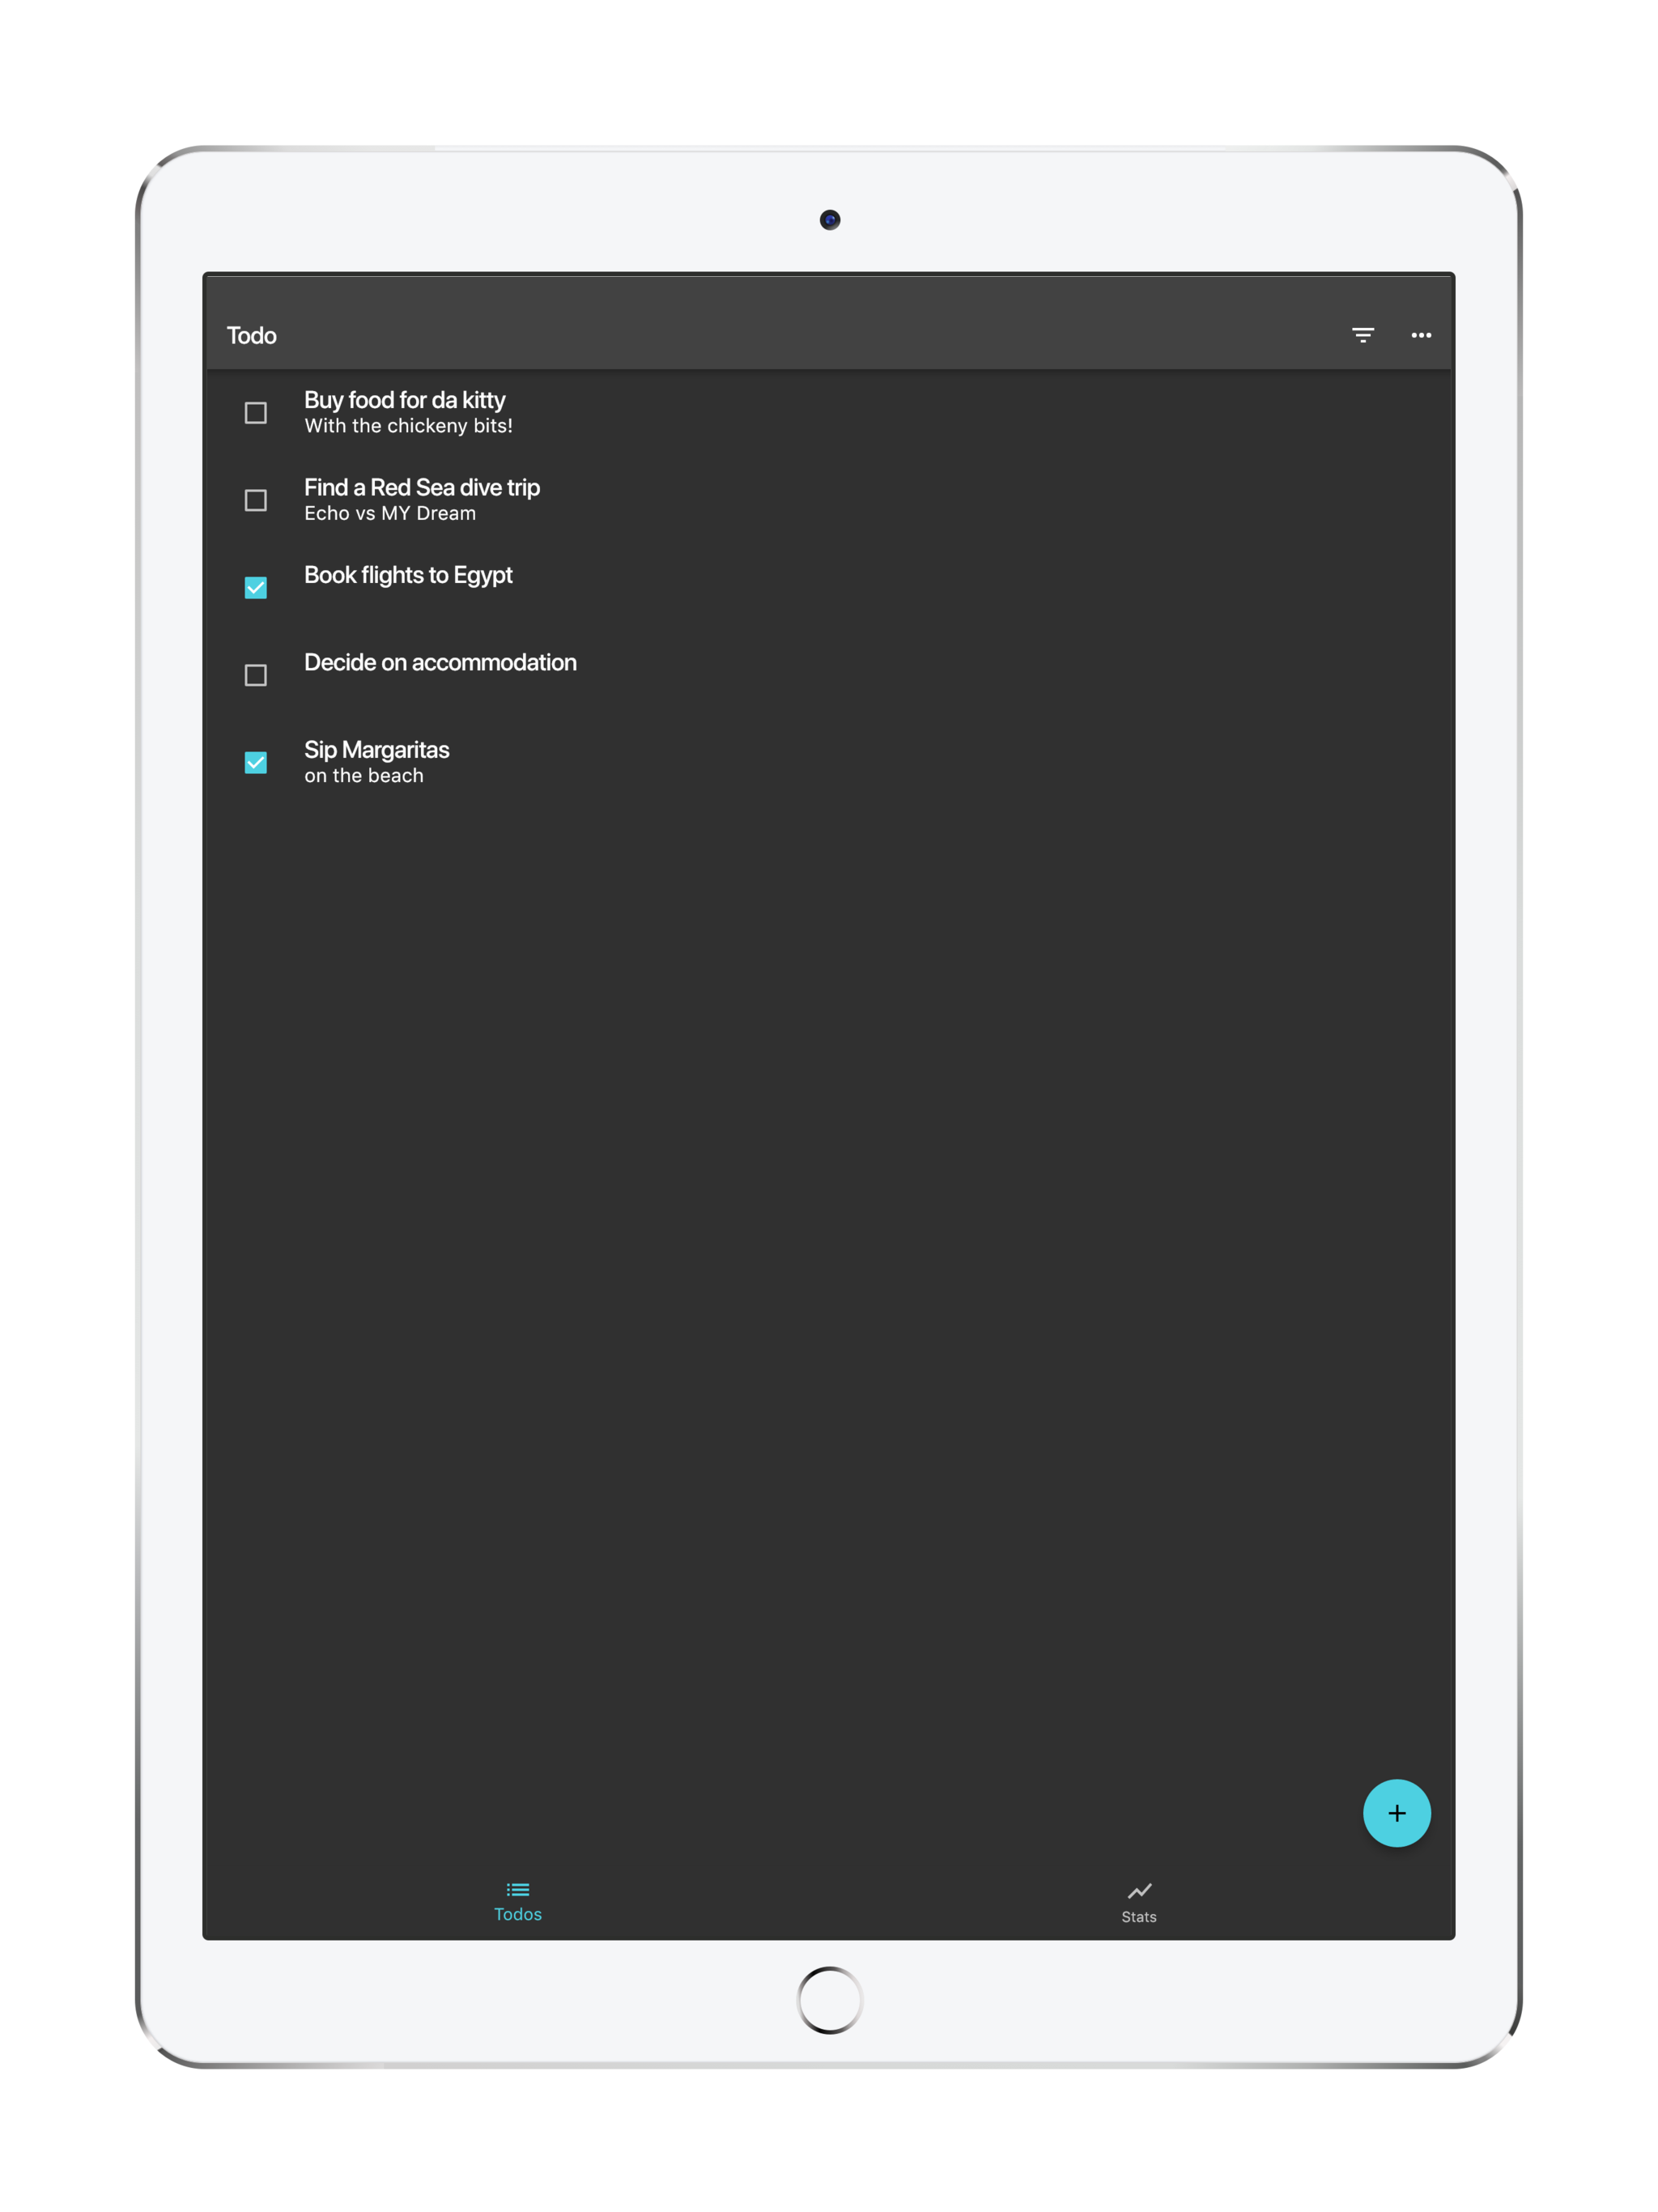 Todo
Buy food for da kitty
With the chickeny bits!
Find a Red Sea dive trip
Echo vs MY Dream
Book flights to Egypt
Decide on accommodation
Sip Margaritas
on the beach
Todos
Stats